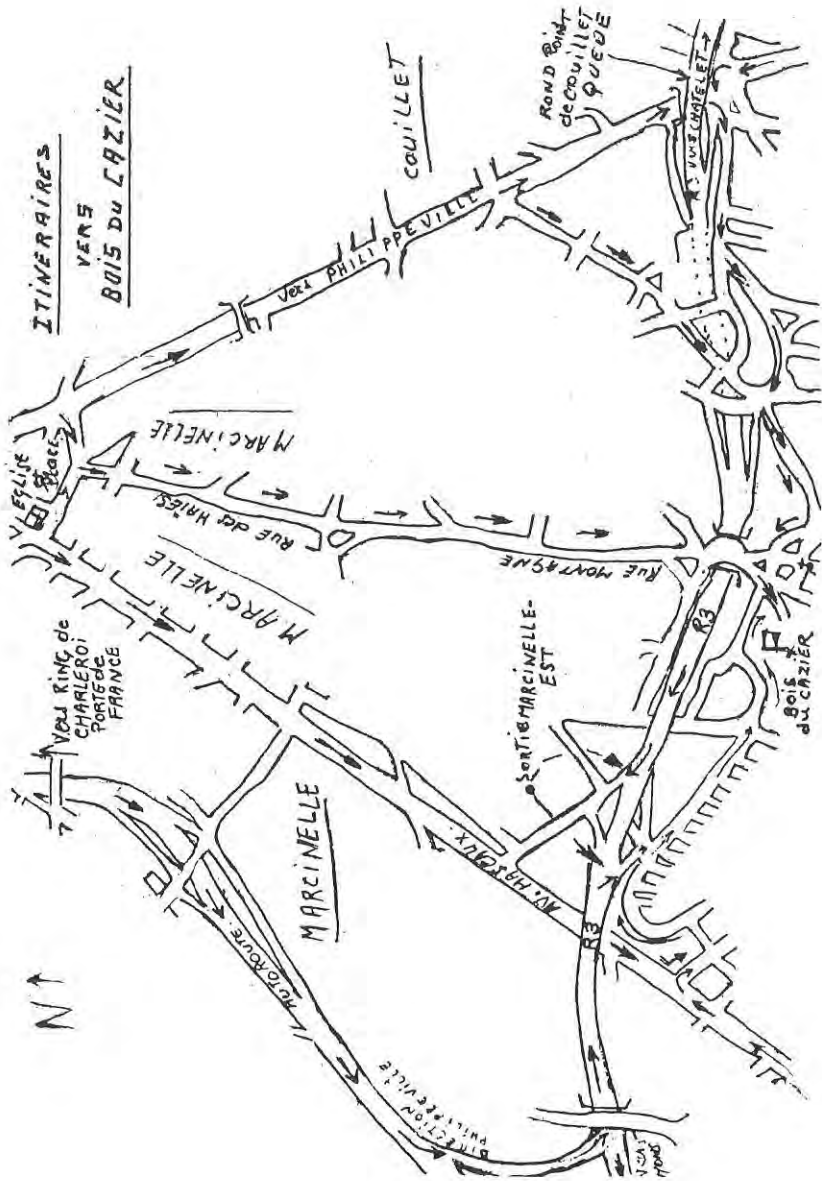 ITINERAIRES
VERS
BOIS DU CAZIER
N
EGLISE
PLACE
Vers RING de
CHARLEROI
PORTE de
FRANCE
MARCINELLE
MARCINELLE
RUE des HAIES
Vers PHILIPPEVILLE
COUILLET
ROND POINT
de COUILLET
QUEUE
VERS CHATELET
MARCINELLE
AUTOROUTE
RUE MONTAGNE
SORTIE MARCINELLE-
EST
AV. MASCAUX
R3
R3
P
BOIS
du CAZIER
DIRECTION
PHILIPPEVILLE
MONS